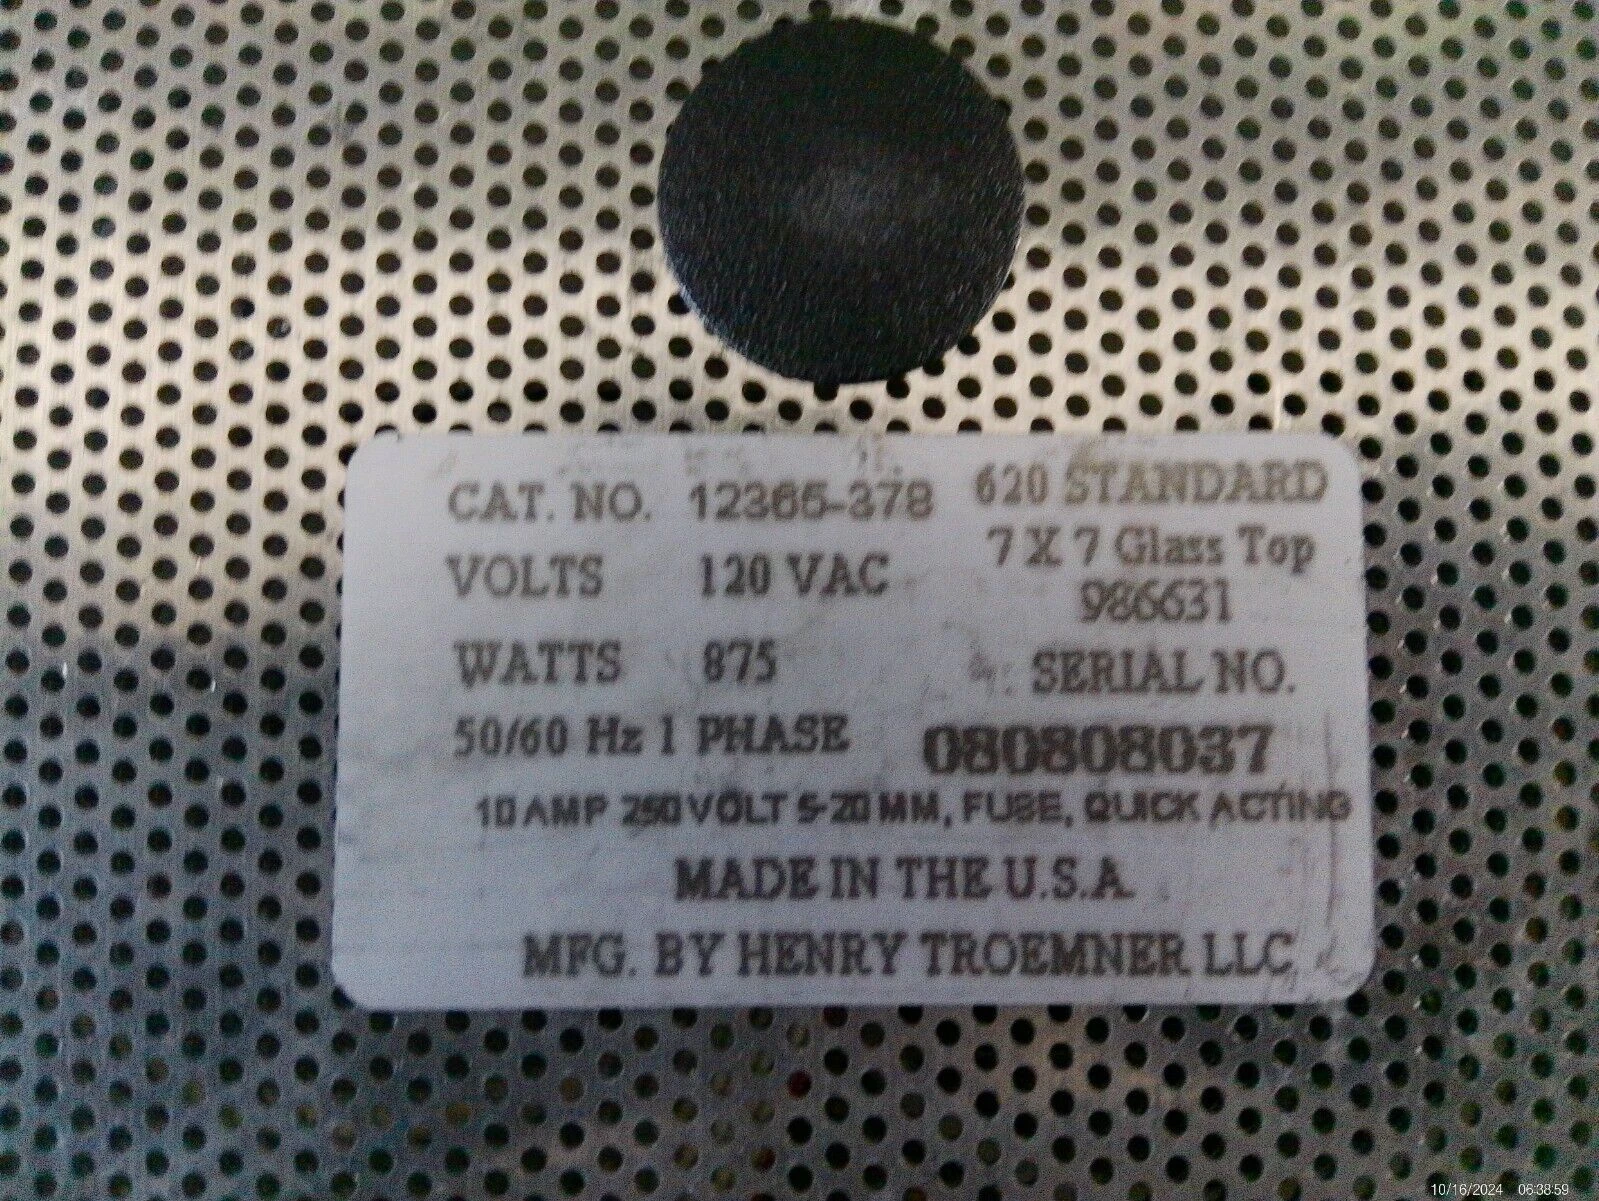 CAT. NO. 12365-378
620 STANDARD
7 X 7 Glass Top
986631
VOLTS 120 VAC
WATTS 875
SERIAL NO.
50/60 Hz 1 PHASE
080808037
10 AMP 250 VOLT 5-20 MM, FUSE, QUICK ACTING
MADE IN THE U.S.A.
MFG. BY HENRY TROEMNER LLC
10/16/2024 06:38:59